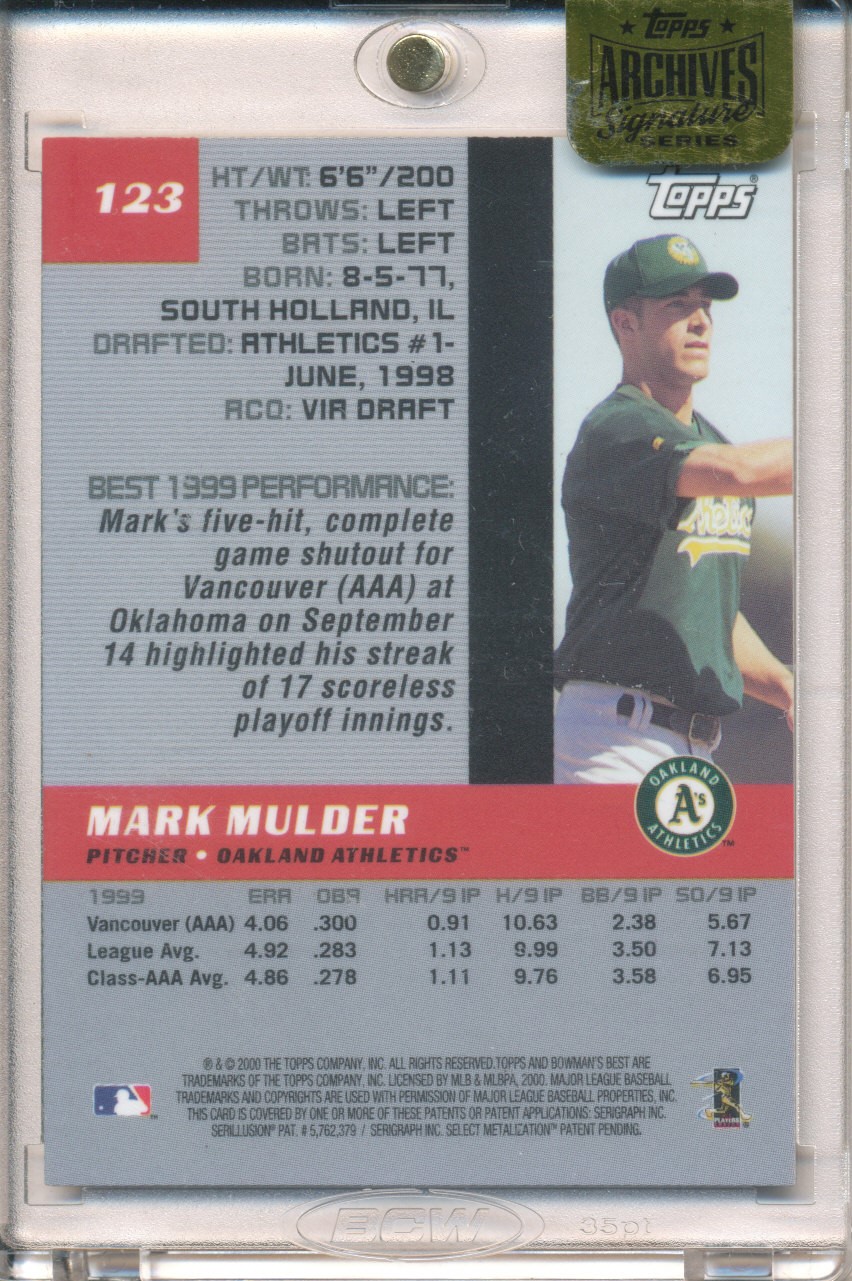 ★ Topps ★
ARCHIVES
Signature
SERIES
123
HT/WT: 6'6"/200
THROWS: LEFT
BATS: LEFT
BORN: 8-5-77,
SOUTH HOLLAND, IL
DRAFTED: ATHLETICS #1-
JUNE, 1998
ACQ: VIA DRAFT
Topps®
BEST 1999 PERFORMANCE:
Mark's five-hit, complete
game shutout for
Vancouver (AAA) at
Oklahoma on September
14 highlighted his streak
of 17 scoreless
playoff innings.
Athletics
MARK MULDER
PITCHER • OAKLAND ATHLETICS™
OAKLAND
A's
ATHLETICS
™
1999 ERA OBA HRA/9 IP H/9 IP BB/9 IP SO/9 IP
Vancouver (AAA) 4.06 .300 0.91 10.63 2.38 5.67
League Avg. 4.92 .283 1.13 9.99 3.50 7.13
Class-AAA Avg. 4.86 .278 1.11 9.76 3.58 6.95
® & © 2000 THE TOPPS COMPANY, INC. ALL RIGHTS RESERVED. TOPPS AND BOWMAN'S BEST ARE
TRADEMARKS OF THE TOPPS COMPANY, INC. LICENSED BY MLB & MLBPA, 2000. MAJOR LEAGUE BASEBALL
TRADEMARKS AND COPYRIGHTS ARE USED WITH PERMISSION OF MAJOR LEAGUE BASEBALL PROPERTIES, INC.
THIS CARD IS COVERED BY ONE OR MORE OF THESE PATENTS OR PATENT APPLICATIONS: SERIGRAPH INC.
SERILLUSION® PAT. # 5,762,379 / SERIGRAPH INC. SELECT METALIZATION™ PATENT PENDING.
PLAYERS
BCW
35pt